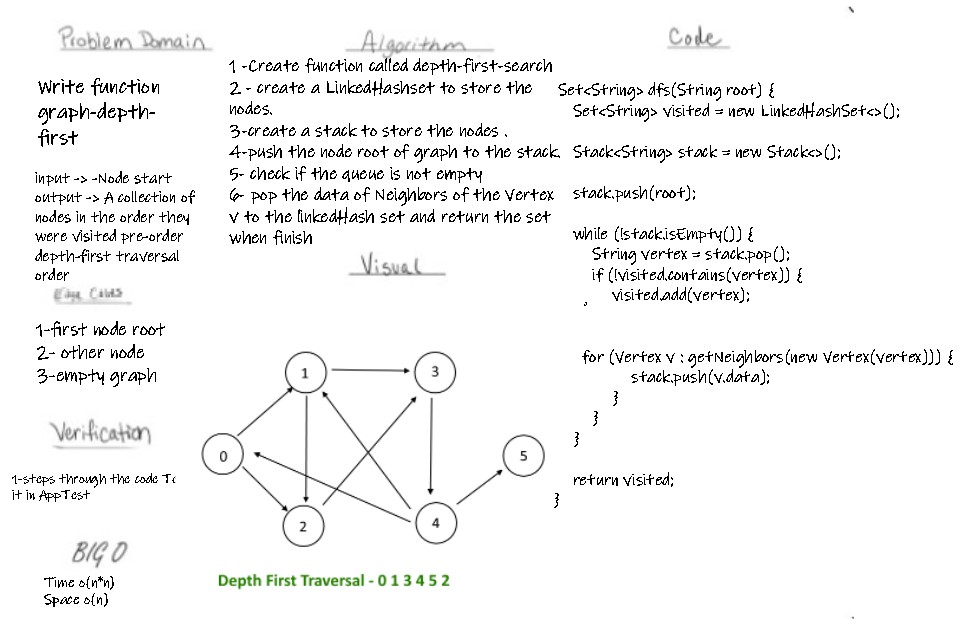 Problem Domain
Write function
graph-depth-
first
input -> -Node start
output -> A collection of
nodes in the order they
were visited pre-order
depth-first traversal
order
Edge Cases
1-first node root
2- other node
3-empty graph
Verification
1-steps through the code
it in AppTest
BIG O
Time o(n*n)
Space o(n)
Algorithm
1 -Create function called depth-first-search
2 - create a LinkedHashset to store the
nodes.
3-create a stack to store the nodes .
4-push the node root of graph to the stack.
5- check if the queue is not empty
6- pop the data of Neighbors of the Vertex
v to the linkedHash set and return the set
when finish
Visual
1
3
0
5
2
4
Depth First Traversal - 0 1 3 4 5 2
Code
Set<String> dfs(String root) {
Set<String> visited = new LinkedHashSet<>();
Stack<String> stack = new Stack<>();
stack.push(root);
while (!stack.isEmpty()) {
String vertex = stack.pop();
if (!visited.contains(vertex)) {
visited.add(vertex);
for (Vertex v : getNeighbors(new Vertex(vertex))) {
stack.push(v.data);
}
}
}
return visited;
}